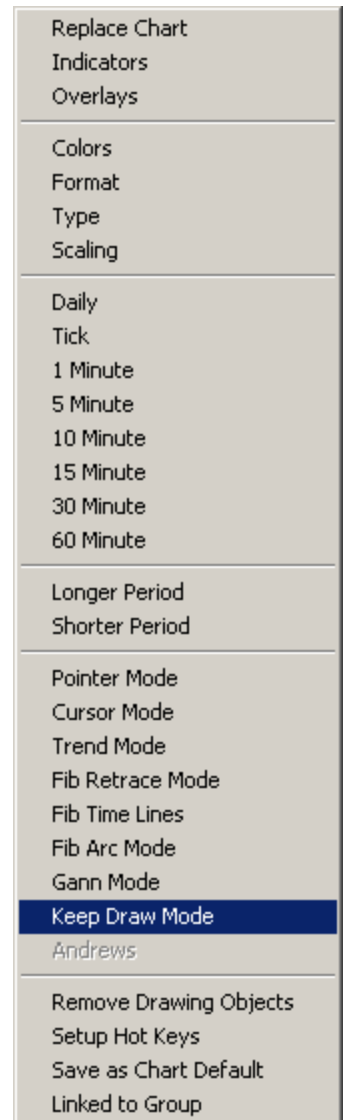 Replace Chart
Indicators
Overlays
Colors
Format
Type
Scaling
Daily
Tick
1 Minute
5 Minute
10 Minute
15 Minute
30 Minute
60 Minute
Longer Period
Shorter Period
Pointer Mode
Cursor Mode
Trend Mode
Fib Retrace Mode
Fib Time Lines
Fib Arc Mode
Gann Mode
Keep Draw Mode
Andrews
Remove Drawing Objects
Setup Hot Keys
Save as Chart Default
Linked to Group